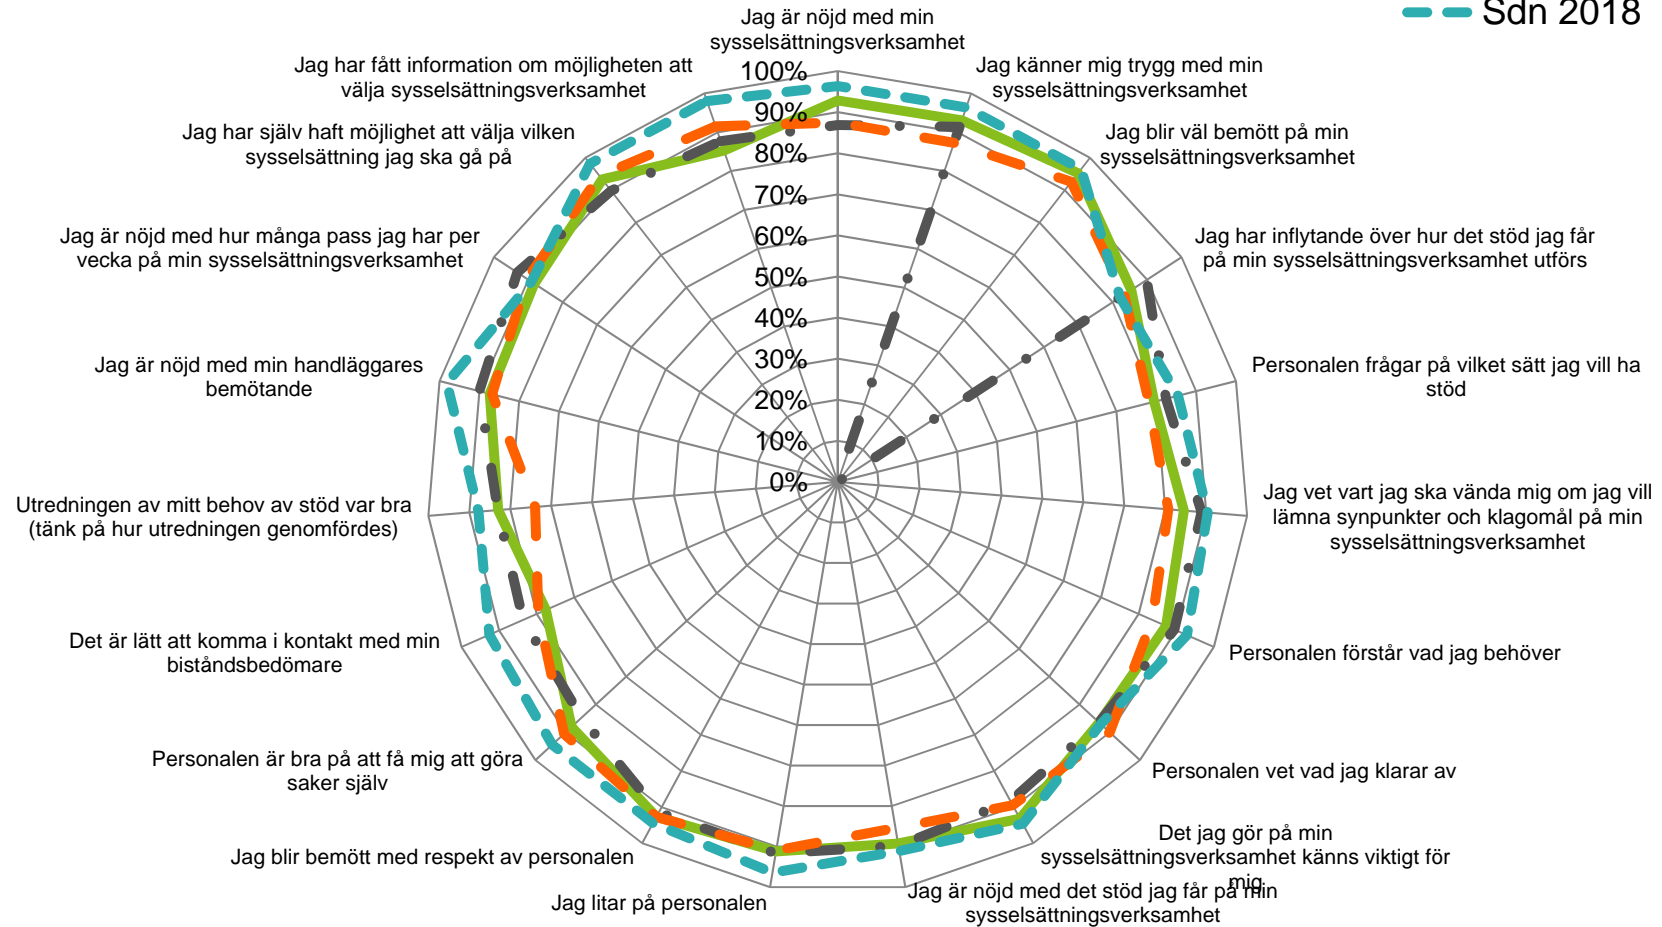 Sdn 2018
Jag är nöjd med min
sysselsättningsverksamhet
Jag känner mig trygg med min
sysselsättningsverksamhet
Jag blir väl bemött på min
sysselsättningsverksamhet
Jag har inflytande över hur det stöd jag får
på min sysselsättningsverksamhet utförs
Personalen frågar på vilket sätt jag vill ha
stöd
Jag vet vart jag ska vända mig om jag vill
lämna synpunkter och klagomål på min
sysselsättningsverksamhet
Personalen förstår vad jag behöver
Personalen vet vad jag klarar av
Det jag gör på min
sysselsättningsverksamhet känns viktigt för
mig
Jag är nöjd med det stöd jag får på min
sysselsättningsverksamhet
Jag litar på personalen
Jag blir bemött med respekt av personalen
Personalen är bra på att få mig att göra
saker själv
Det är lätt att komma i kontakt med min
biståndsbedömare
Utredningen av mitt behov av stöd var bra
(tänk på hur utredningen genomfördes)
Jag är nöjd med min handläggares
bemötande
Jag är nöjd med hur många pass jag har per
vecka på min sysselsättningsverksamhet
Jag har själv haft möjlighet att välja vilken
sysselsättning jag ska gå på
Jag har fått information om möjligheten att
välja sysselsättningsverksamhet
100%
90%
80%
70%
60%
50%
40%
30%
20%
10%
0%